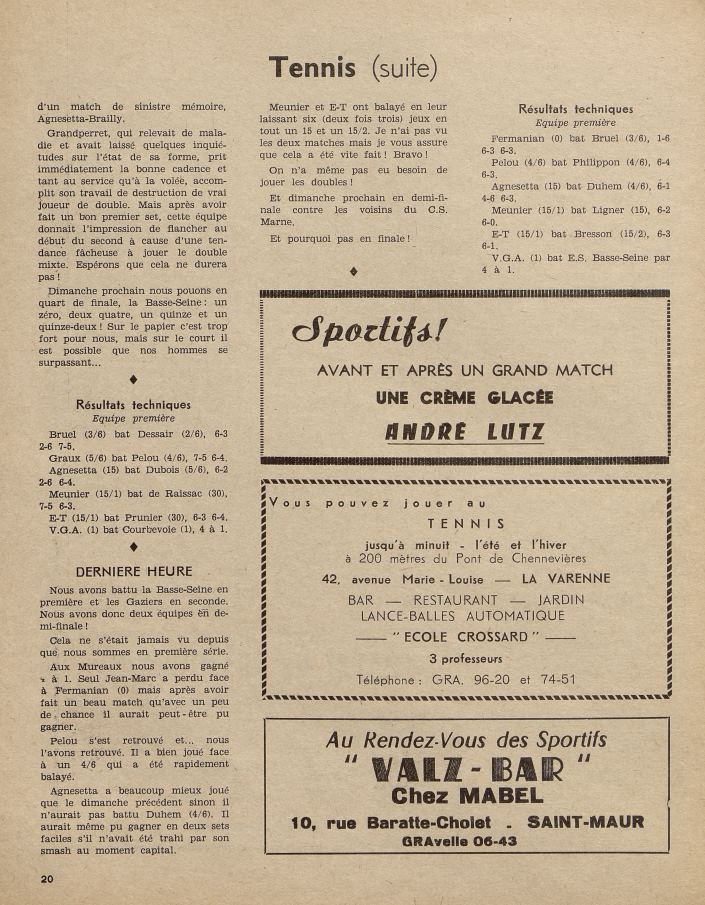 Tennis (suite)
d'un match de sinistre mémoire,
Agnesetta-Brailly.
Grandperret, qui relevait de mala-
die et avait laissé quelques inquié-
tudes sur l'état de sa forme, prit
immédiatement la bonne cadence et
tant au service qu'à la volée, accom-
plit son travail de destruction de vrai
joueur de double. Mais après avoir
fait un bon premier set, cette équipe
donnait l'impression de flancher au
début du second à cause d'une ten-
dance fâcheuse à jouer le double
mixte. Espérons que cela ne durera
pas !
Dimanche prochain nous pouons en
quart de finale, la Basse-Seine : un
zéro, deux quatre, un quinze et un
quinze-deux ! Sur le papier c'est trop
fort pour nous, mais sur le court il
est possible que nos hommes se
surpassant...
Résultats techniques
Equipe première
Bruel (3/6) bat Dessair (2/6), 6-3
2-6 7-5.
Graux (5/6) bat Pelou (4/6), 7-5 6-4.
Agnesetta (15) bat Dubois (5/6), 6-2
2-6 6-4.
Meunier (15/1) bat de Raissac (30),
7-5 6-3.
E-T (15/1) bat Prunier (30), 6-3 6-4.
V.G.A. (1) bat Courbevoie (1), 4 à 1.
DERNIERE HEURE
Nous avons battu la Basse-Seine en
première et les Gaziers en seconde.
Nous avons donc deux équipes en de-
mi-finale !
Cela ne s'était jamais vu depuis
que nous sommes en première série.
Aux Mureaux nous avons gagné
à 1. Seul Jean-Marc a perdu face
à Fermanian (0) mais après avoir
fait un beau match qu'avec un peu
de chance il aurait peut-être pu
gagner.
Pelou s'est retrouvé et... nous
l'avons retrouvé. Il a bien joué face
à un 4/6 qui a été rapidement
balayé.
Agnesetta a beaucoup mieux joué
que le dimanche précédent sinon il
n'aurait pas battu Duhem (4/6). Il
aurait même pu gagner en deux sets
faciles s'il n'avait été trahi par son
smash au moment capital.
20
Meunier et E-T ont balayé en leur
laissant six (deux fois trois) jeux en
tout un 15 et un 15/2. Je n'ai pas vu
les deux matches mais je vous assure
que cela a été vite fait ! Bravo !
On n'a même pas eu besoin de
jouer les doubles !
Et dimanche prochain en demi-fi-
nale contre les voisins du C.S.
Marne.
Et pourquoi pas en finale !
Résultats techniques
Equipe première
Fermanian (0) bat Bruel (3/6), 1-6
6-3 6-3.
Pelou (4/6) bat Philippon (4/6), 6-4
6-3.
Agnesetta (15) bat Duhem (4/6), 6-1
4-6 6-3.
Meunier (15/1) bat Ligner (15), 6-2
6-0.
E-T (15/1) bat Bresson (15/2), 6-3
6-1.
V.G.A. (1) bat E.S. Basse-Seine par
4 à 1.
Sportifs!
AVANT ET APRÈS UN GRAND MATCH
UNE CRÈME GLACÉE
ANDRÉ LUTZ
Vous pouvez jouer au
TENNIS
jusqu'à minuit - l'été et l'hiver
à 200 mètres du Pont de Chennevières
42, avenue Marie-Louise — LA VARENNE
BAR — RESTAURANT — JARDIN
LANCE-BALLES AUTOMATIQUE
—— " ECOLE CROSSARD " ——
3 professeurs
Téléphone : GRA. 96-20 et 74-51
Au Rendez-Vous des Sportifs
" VALZ-BAR "
Chez MABEL
10, rue Baratte-Cholet . SAINT-MAUR
GRAvelle 06-43